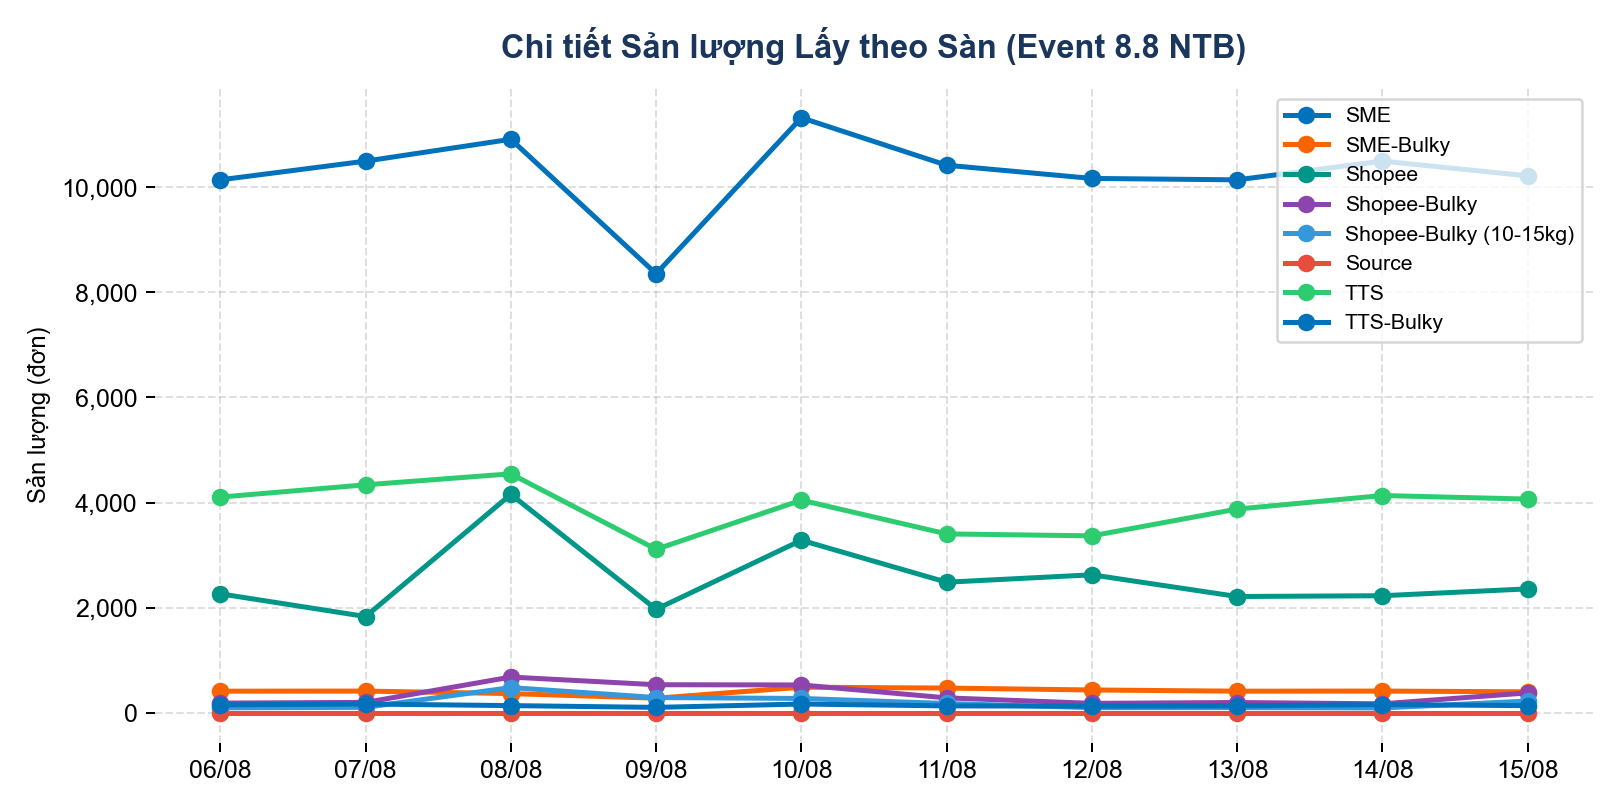 Chi tiết Sản lượng Lấy theo Sàn (Event 8.8 NTB)
Sản lượng (đơn)
10,000
8,000
6,000
4,000
2,000
0
06/08 07/08 08/08 09/08 10/08 11/08 12/08 13/08 14/08 15/08
SME
SME-Bulky
Shopee
Shopee-Bulky
Shopee-Bulky (10-15kg)
Source
TTS
TTS-Bulky